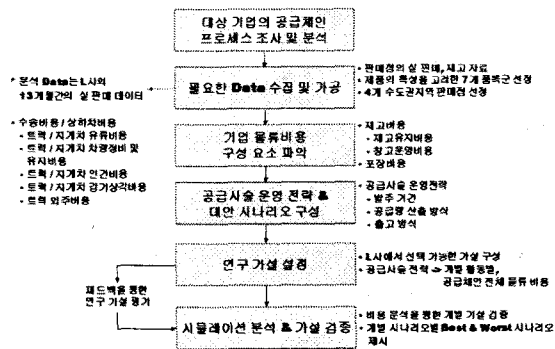 대상 기업의 공급체인
프로세스 조사 및 분석
* 분석 Data는 L사의
13개월간의 실 판매 데이터
필요한 Data 수집 및 가공
• 판매점의 실 판매, 재고 자료
• 제품의 특성을 고려한 7개 품목군 선정
• 4개 수도권지역 판매점 선정
• 수송비용 / 상하차비용
- 트럭 / 지게차 유류비용
- 트럭 / 지게차 차량정비 및
유지비용
- 트럭 / 지게차 인건비용
- 트럭 / 지게차 감가상각비용
- 트럭 외주비용
기업 물류비용
구성 요소 파악
• 재고비용
- 재고유지비용
- 창고운영비용
• 포장비용
공급사슬 운영 전략 &
대안 시나리오 구성
• 공급사슬 운영전략
- 발주 기간
- 공급량 산출 방식
- 출고 방식
연구 가설 설정
• L사에서 선택 가능한 가설 구성
• 공급사슬 전략 -> 개별 활동별,
공급체인 전체 물류 비용
피드백을 통한
연구 가설 평가
시뮬레이션 분석 & 가설 검증
• 비용 분석을 통한 개별 가설 검증
• 개별 시나리오별 Best & Worst 시나리오
제시